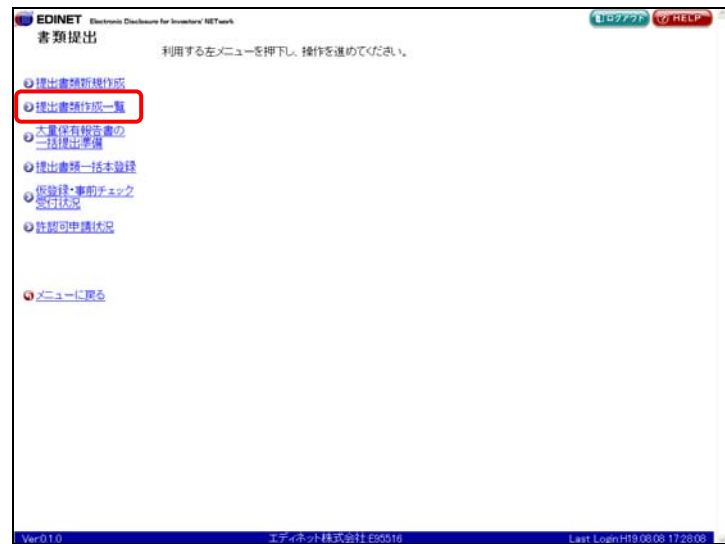 EDINET Electronic Disclosure for Investors' NETwork
ログアウト
HELP
書類提出
利用する左メニューを押下し、操作を進めてください。
提出書類新規作成
提出書類作成一覧
大量保有報告書の
一括提出準備
提出書類一括本登録
仮登録・事前チェック
受付状況
許認可申請状況
メニューに戻る
Ver.0.1.0
エディネット株式会社:E95516
Last Login:H19.08.08 17:28:08